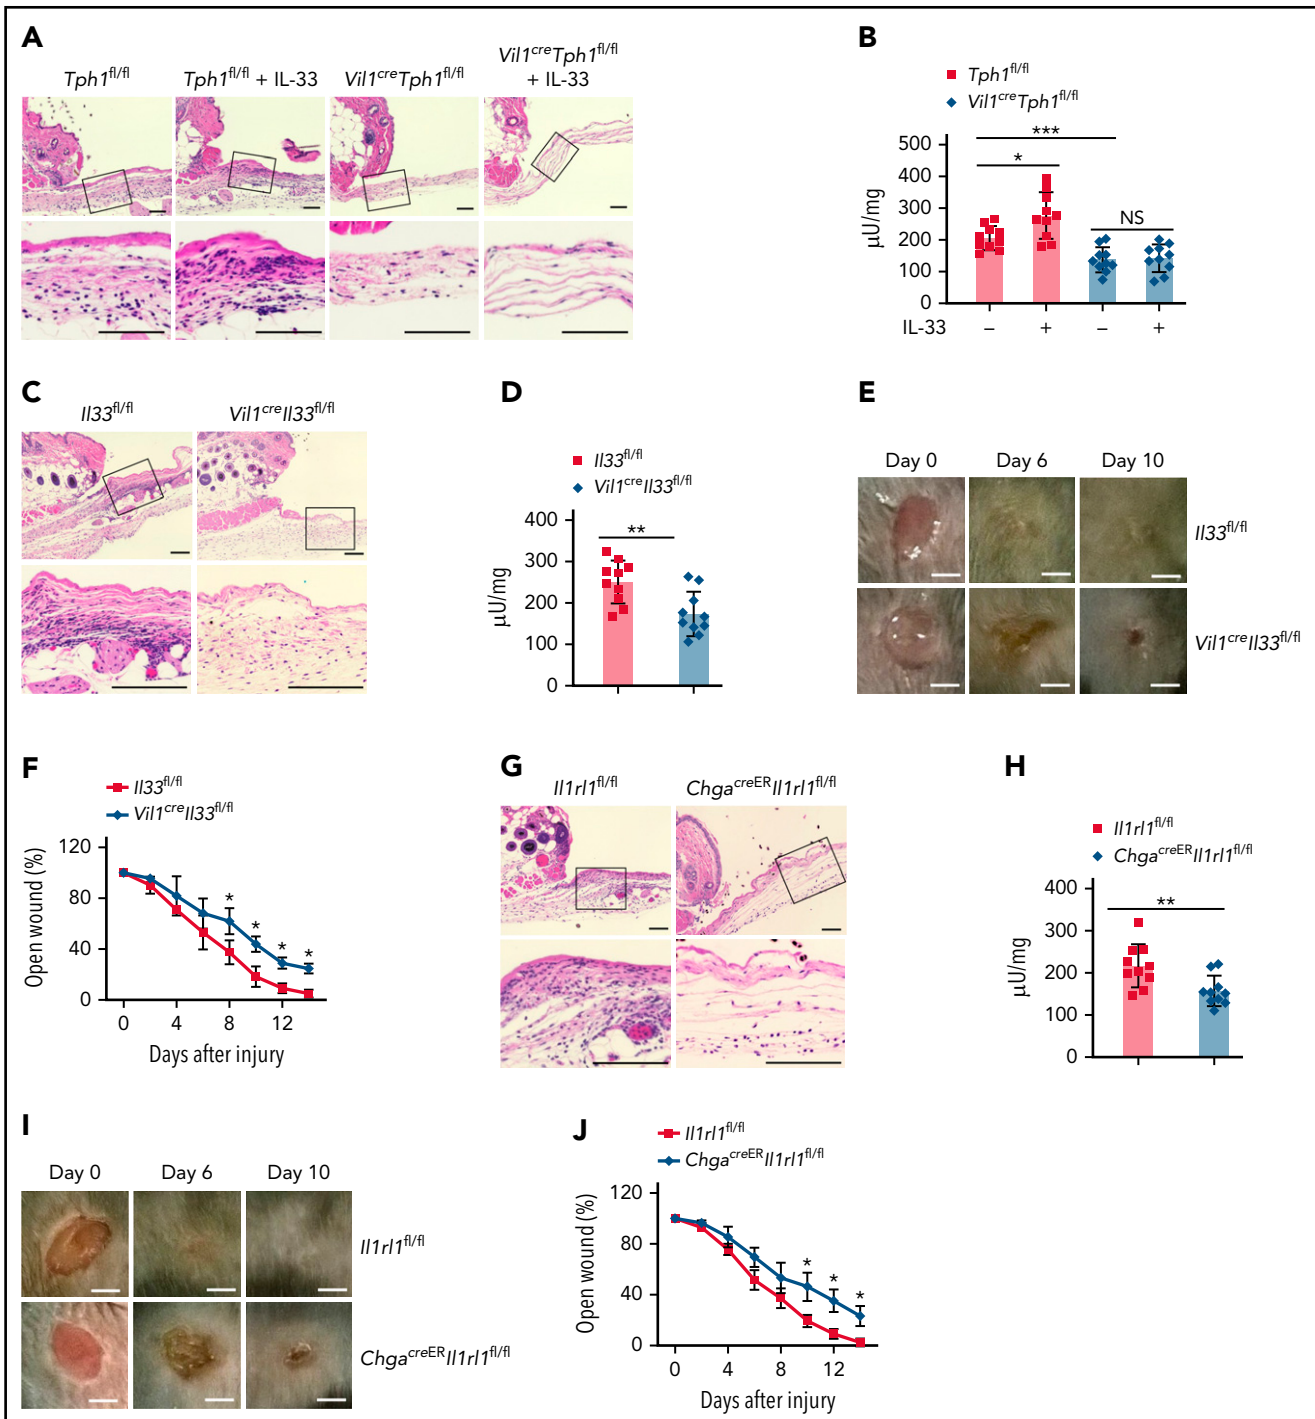 A
Tph1fl/fl
Tph1fl/fl + IL-33
Vil1creTph1fl/fl
Vil1creTph1fl/fl
+ IL-33
B
Tph1fl/fl
Vil1creTph1fl/fl
***
*
NS
500
400
300
200
100
0
μU/mg
IL-33
– + – +
C
Il33fl/fl
Vil1creIl33fl/fl
D
Il33fl/fl
Vil1creIl33fl/fl
**
400
300
200
100
0
μU/mg
E
Day 0
Day 6
Day 10
Il33fl/fl
Vil1creIl33fl/fl
F
Il33fl/fl
Vil1creIl33fl/fl
120
80
40
0
Open wound (%)
* * * *
0 4 8 12
Days after injury
G
Il1rl1fl/fl
ChgacreERIl1rl1fl/fl
H
Il1rl1fl/fl
ChgacreERIl1rl1fl/fl
**
400
300
200
100
0
μU/mg
I
Day 0
Day 6
Day 10
Il1rl1fl/fl
ChgacreERIl1rl1fl/fl
J
Il1rl1fl/fl
ChgacreERIl1rl1fl/fl
120
80
40
0
Open wound (%)
* * *
0 4 8 12
Days after injury